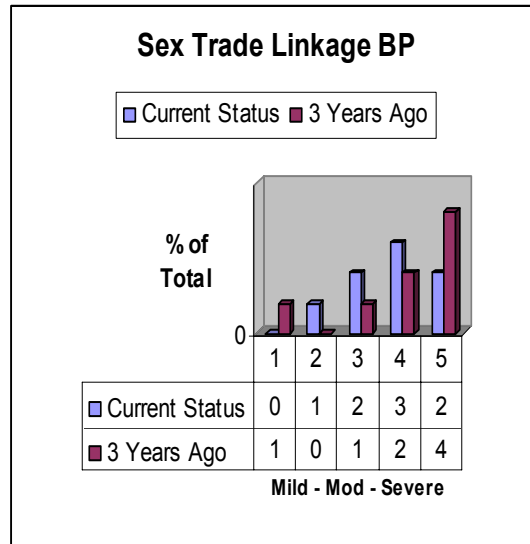 Sex Trade Linkage BP
Current Status 3 Years Ago
% of
Total
0
1 2 3 4 5
Current Status 0 1 2 3 2
3 Years Ago 1 0 1 2 4
Mild - Mod - Severe